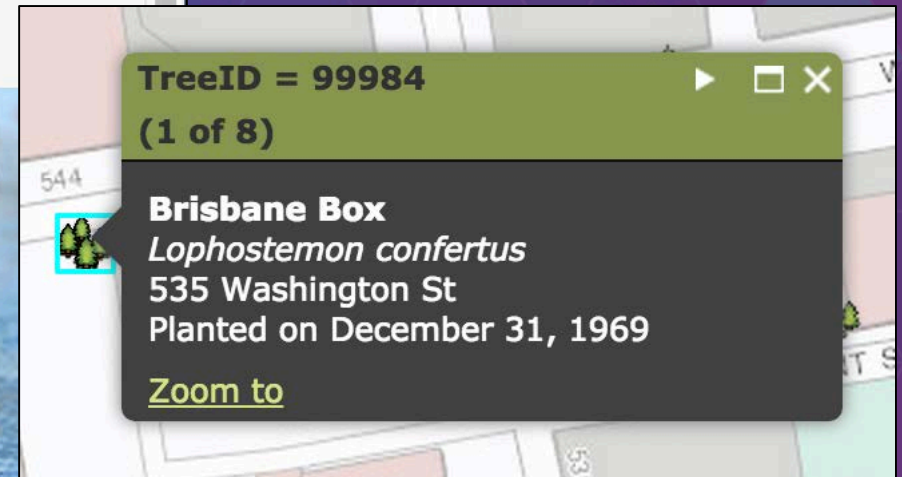 TreeID = 99984
(1 of 8)
544
Brisbane Box
Lophostemon confertus
535 Washington St
Planted on December 31, 1969
Zoom to
W
T S
53